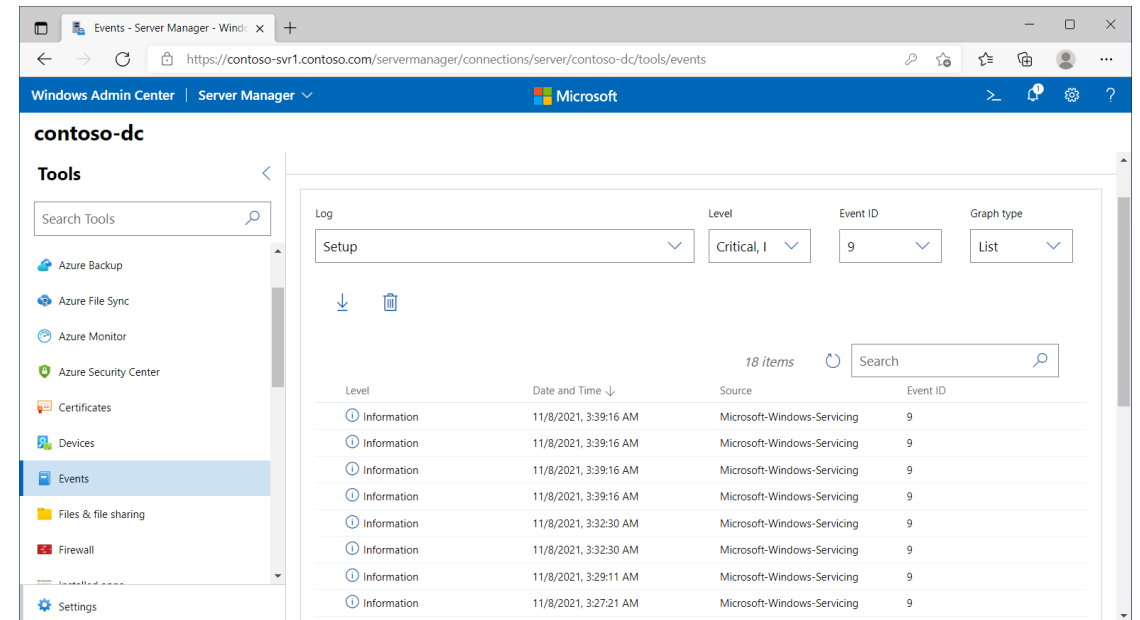 Events - Server Manager - Windo
https://contoso-svr1.contoso.com/servermanager/connections/server/contoso-dc/tools/events
Windows Admin Center | Server Manager
Microsoft
1
?
contoso-dc
Tools
Search Tools
Azure Backup
Azure File Sync
Azure Monitor
Azure Security Center
Certificates
Devices
Events
Files & file sharing
Firewall
Installed apps
Settings
Log Level Event ID Graph type
Setup Critical, I 9 List
18 items Search
Level Date and Time Source Event ID
Information 11/8/2021, 3:39:16 AM Microsoft-Windows-Servicing 9
Information 11/8/2021, 3:39:16 AM Microsoft-Windows-Servicing 9
Information 11/8/2021, 3:39:16 AM Microsoft-Windows-Servicing 9
Information 11/8/2021, 3:39:16 AM Microsoft-Windows-Servicing 9
Information 11/8/2021, 3:32:30 AM Microsoft-Windows-Servicing 9
Information 11/8/2021, 3:32:30 AM Microsoft-Windows-Servicing 9
Information 11/8/2021, 3:29:11 AM Microsoft-Windows-Servicing 9
Information 11/8/2021, 3:27:21 AM Microsoft-Windows-Servicing 9